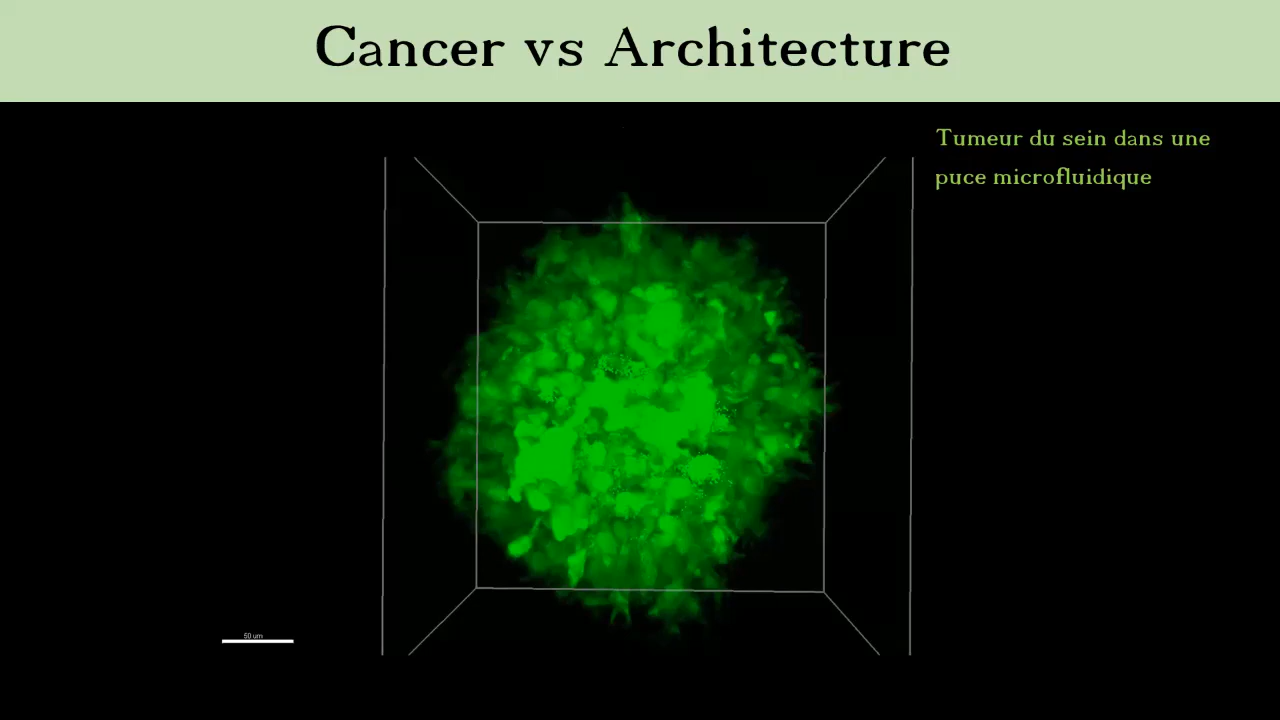 Cancer vs Architecture
Tumeur du sein dans une
puce microfluidique
50 um